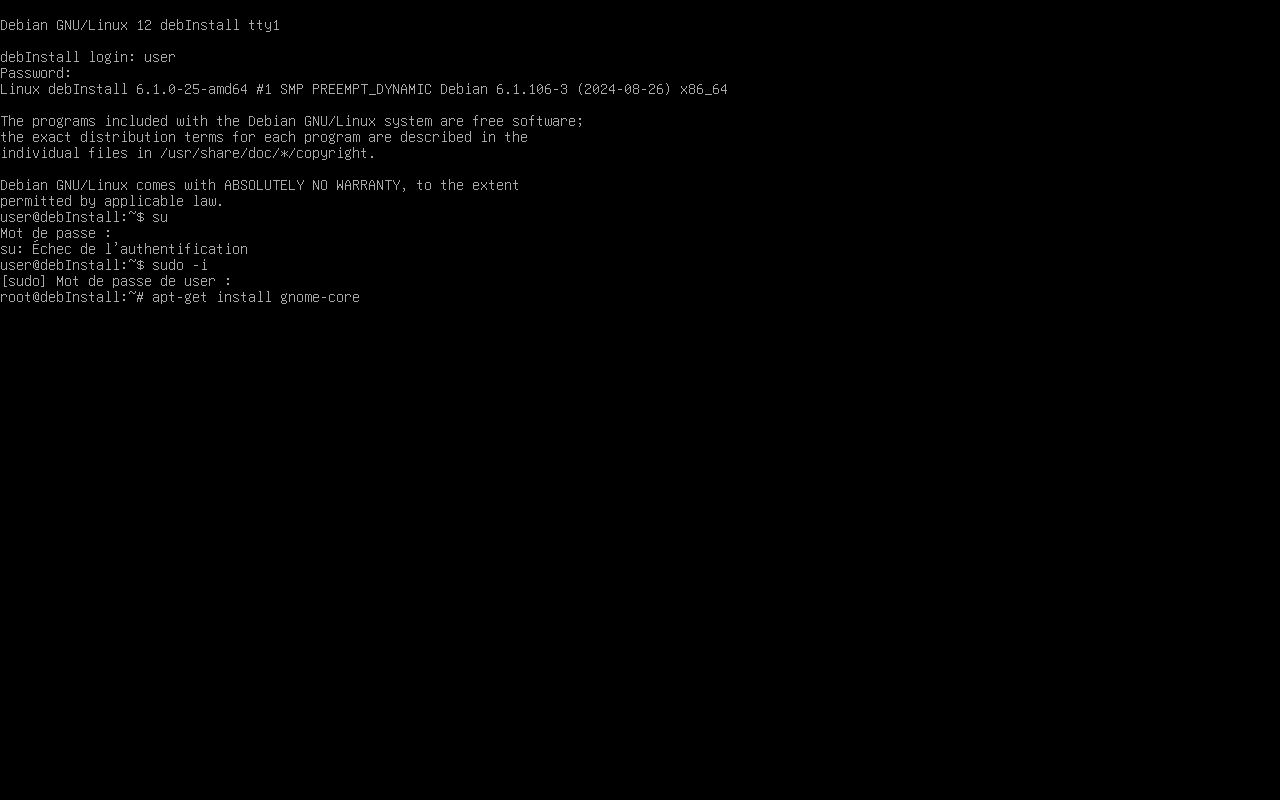 Debian GNU/Linux 12 debInstall tty1
debInstall login: user
Password:
Linux debInstall 6.1.0-25-amd64 #1 SMP PREEMPT_DYNAMIC Debian 6.1.106-3 (2024-08-26) x86_64
The programs included with the Debian GNU/Linux system are free software;
the exact distribution terms for each program are described in the
individual files in /usr/share/doc/*/copyright.
Debian GNU/Linux comes with ABSOLUTELY NO WARRANTY, to the extent
permitted by applicable law.
user@debInstall:~$ su
Mot de passe :
su: Échec de l'authentification
user@debInstall:~$ sudo -i
[sudo] Mot de passe de user :
root@debInstall:~# apt-get install gnome-core